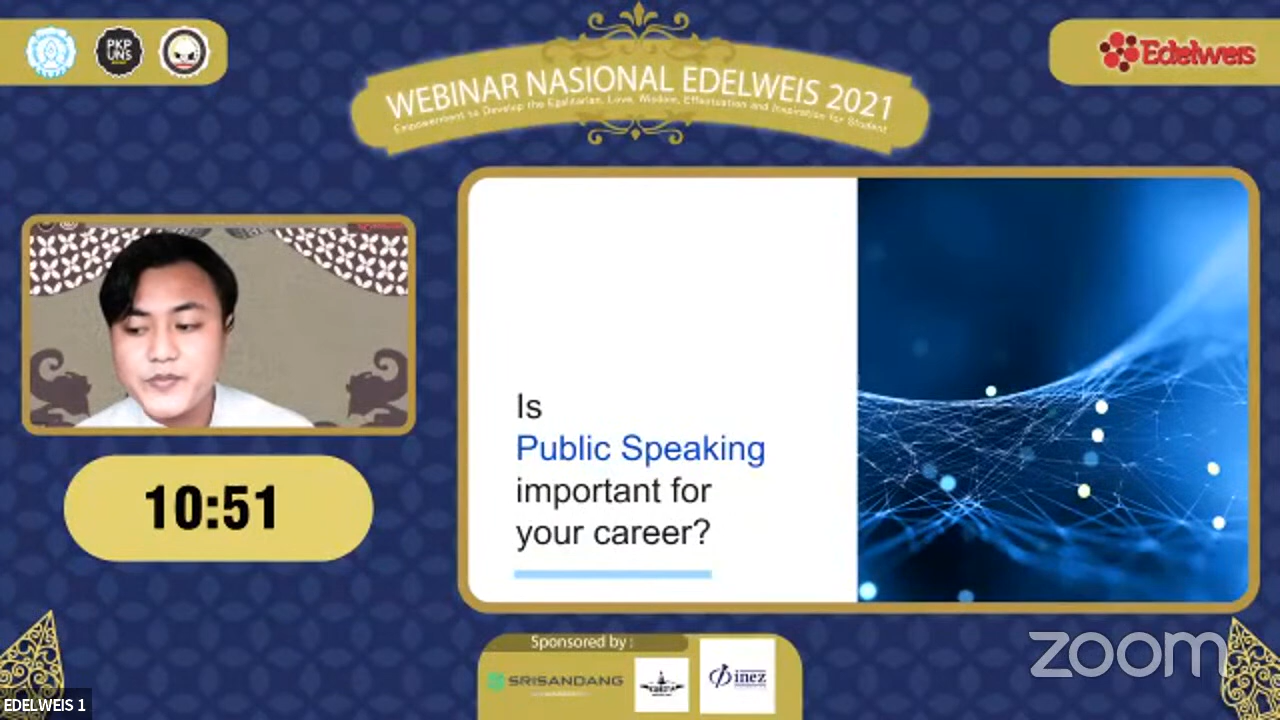 PKP
UNS
WEBINAR NASIONAL EDELWEIS 2021
Empowerment to Develop the Egalitarian, Love, Wisdom, Effectuation and Inspiration for Student
Edelweis
10:51
Is
Public Speaking
important for
your career?
Sponsored by :
SRISANDANG
inez
zoom
EDELWEIS 1